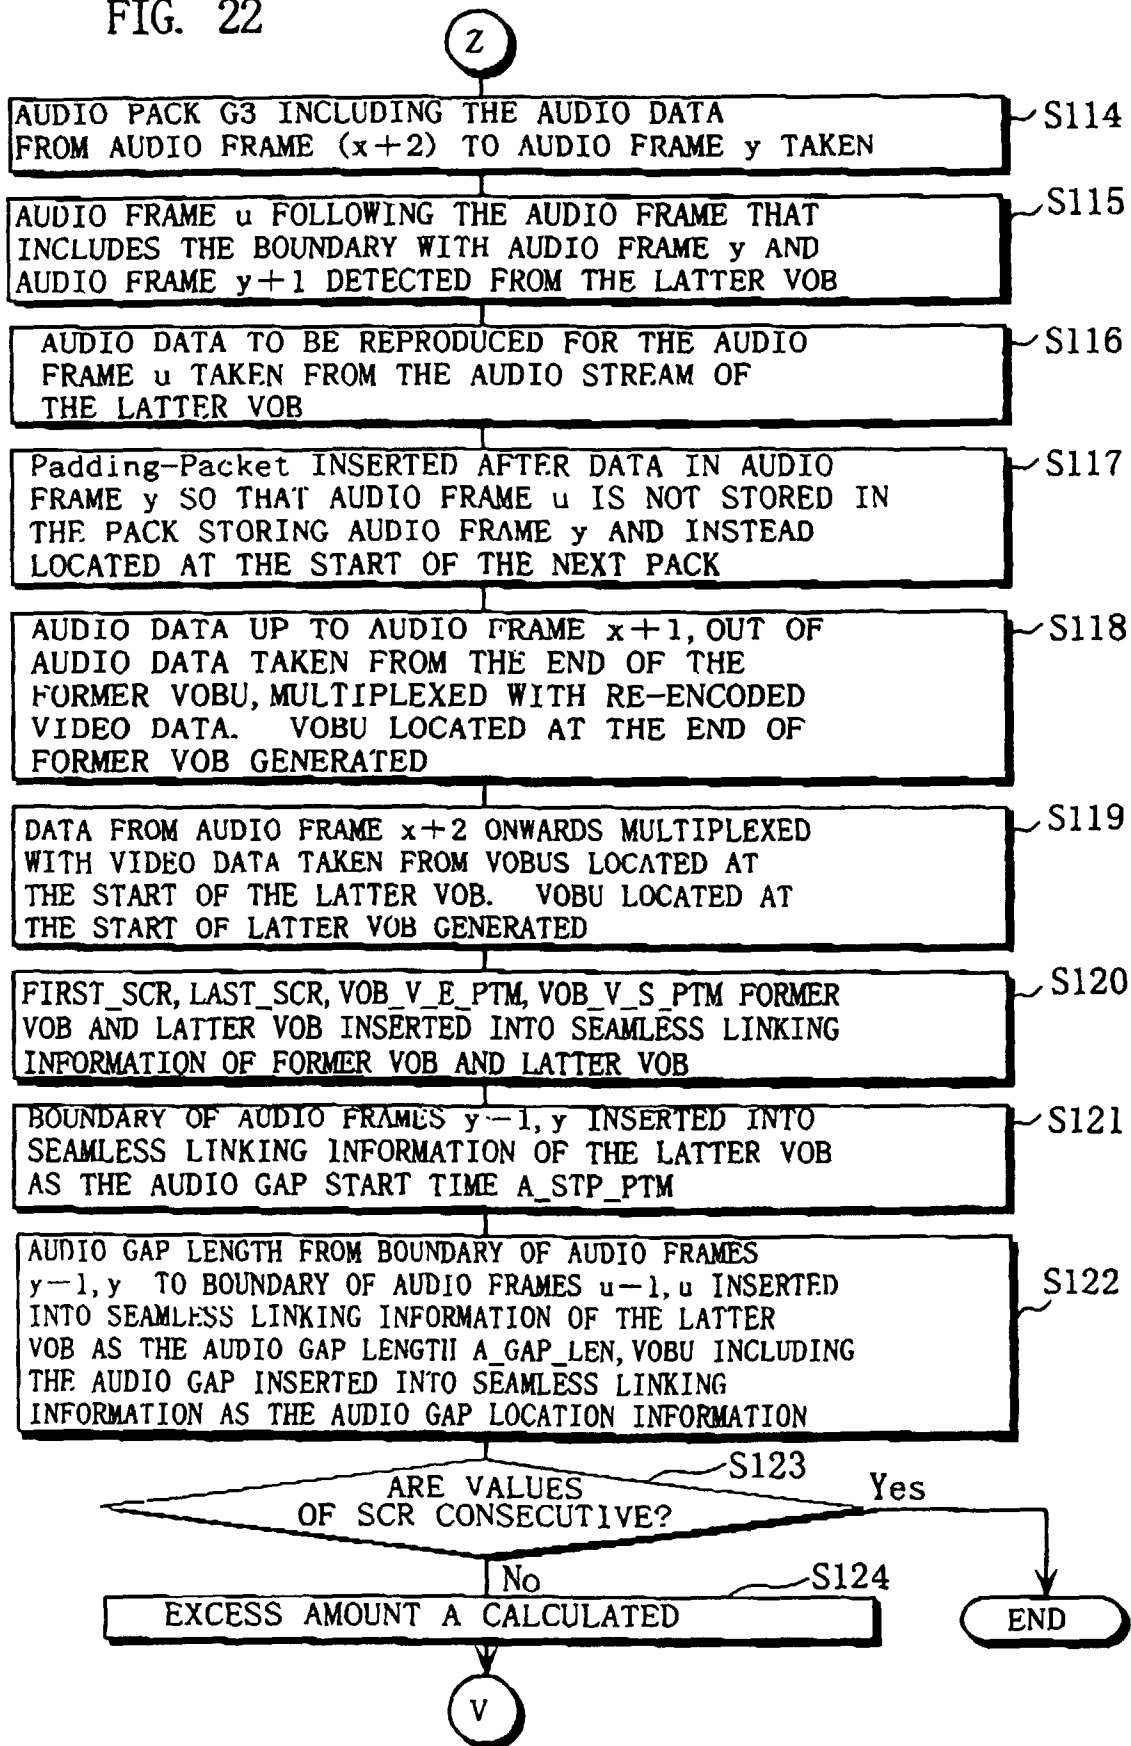 FIG. 22
Z
AUDIO PACK G3 INCLUDING THE AUDIO DATA
FROM AUDIO FRAME (x+2) TO AUDIO FRAME y TAKEN
S114
AUDIO FRAME u FOLLOWING THE AUDIO FRAME THAT
INCLUDES THE BOUNDARY WITH AUDIO FRAME y AND
AUDIO FRAME y+1 DETECTED FROM THE LATTER VOB
S115
AUDIO DATA TO BE REPRODUCED FOR THE AUDIO
FRAME u TAKEN FROM THE AUDIO STREAM OF
THE LATTER VOB
S116
Padding-Packet INSERTED AFTER DATA IN AUDIO
FRAME y SO THAT AUDIO FRAME u IS NOT STORED IN
THE PACK STORING AUDIO FRAME y AND INSTEAD
LOCATED AT THE START OF THE NEXT PACK
S117
AUDIO DATA UP TO AUDIO FRAME x+1, OUT OF
AUDIO DATA TAKEN FROM THE END OF THE
FORMER VOBU, MULTIPLEXED WITH RE-ENCODED
VIDEO DATA. VOBU LOCATED AT THE END OF
FORMER VOB GENERATED
S118
DATA FROM AUDIO FRAME x+2 ONWARDS MULTIPLEXED
WITH VIDEO DATA TAKEN FROM VOBUS LOCATED AT
THE START OF THE LATTER VOB. VOBU LOCATED AT
THE START OF LATTER VOB GENERATED
S119
FIRST_SCR, LAST_SCR, VOB_V_E_PTM, VOB_V_S_PTM FORMER
VOB AND LATTER VOB INSERTED INTO SEAMLESS LINKING
INFORMATION OF FORMER VOB AND LATTER VOB
S120
BOUNDARY OF AUDIO FRAMES y-1, y INSERTED INTO
SEAMLESS LINKING INFORMATION OF THE LATTER VOB
AS THE AUDIO GAP START TIME A_STP_PTM
S121
AUDIO GAP LENGTH FROM BOUNDARY OF AUDIO FRAMES
y-1, y TO BOUNDARY OF AUDIO FRAMES u-1, u INSERTED
INTO SEAMLESS LINKING INFORMATION OF THE LATTER
VOB AS THE AUDIO GAP LENGTH A_GAP_LEN, VOBU INCLUDING
THE AUDIO GAP INSERTED INTO SEAMLESS LINKING
INFORMATION AS THE AUDIO GAP LOCATION INFORMATION
S122
S123
ARE VALUES
OF SCR CONSECUTIVE?
Yes
No
S124
EXCESS AMOUNT A CALCULATED
END
V